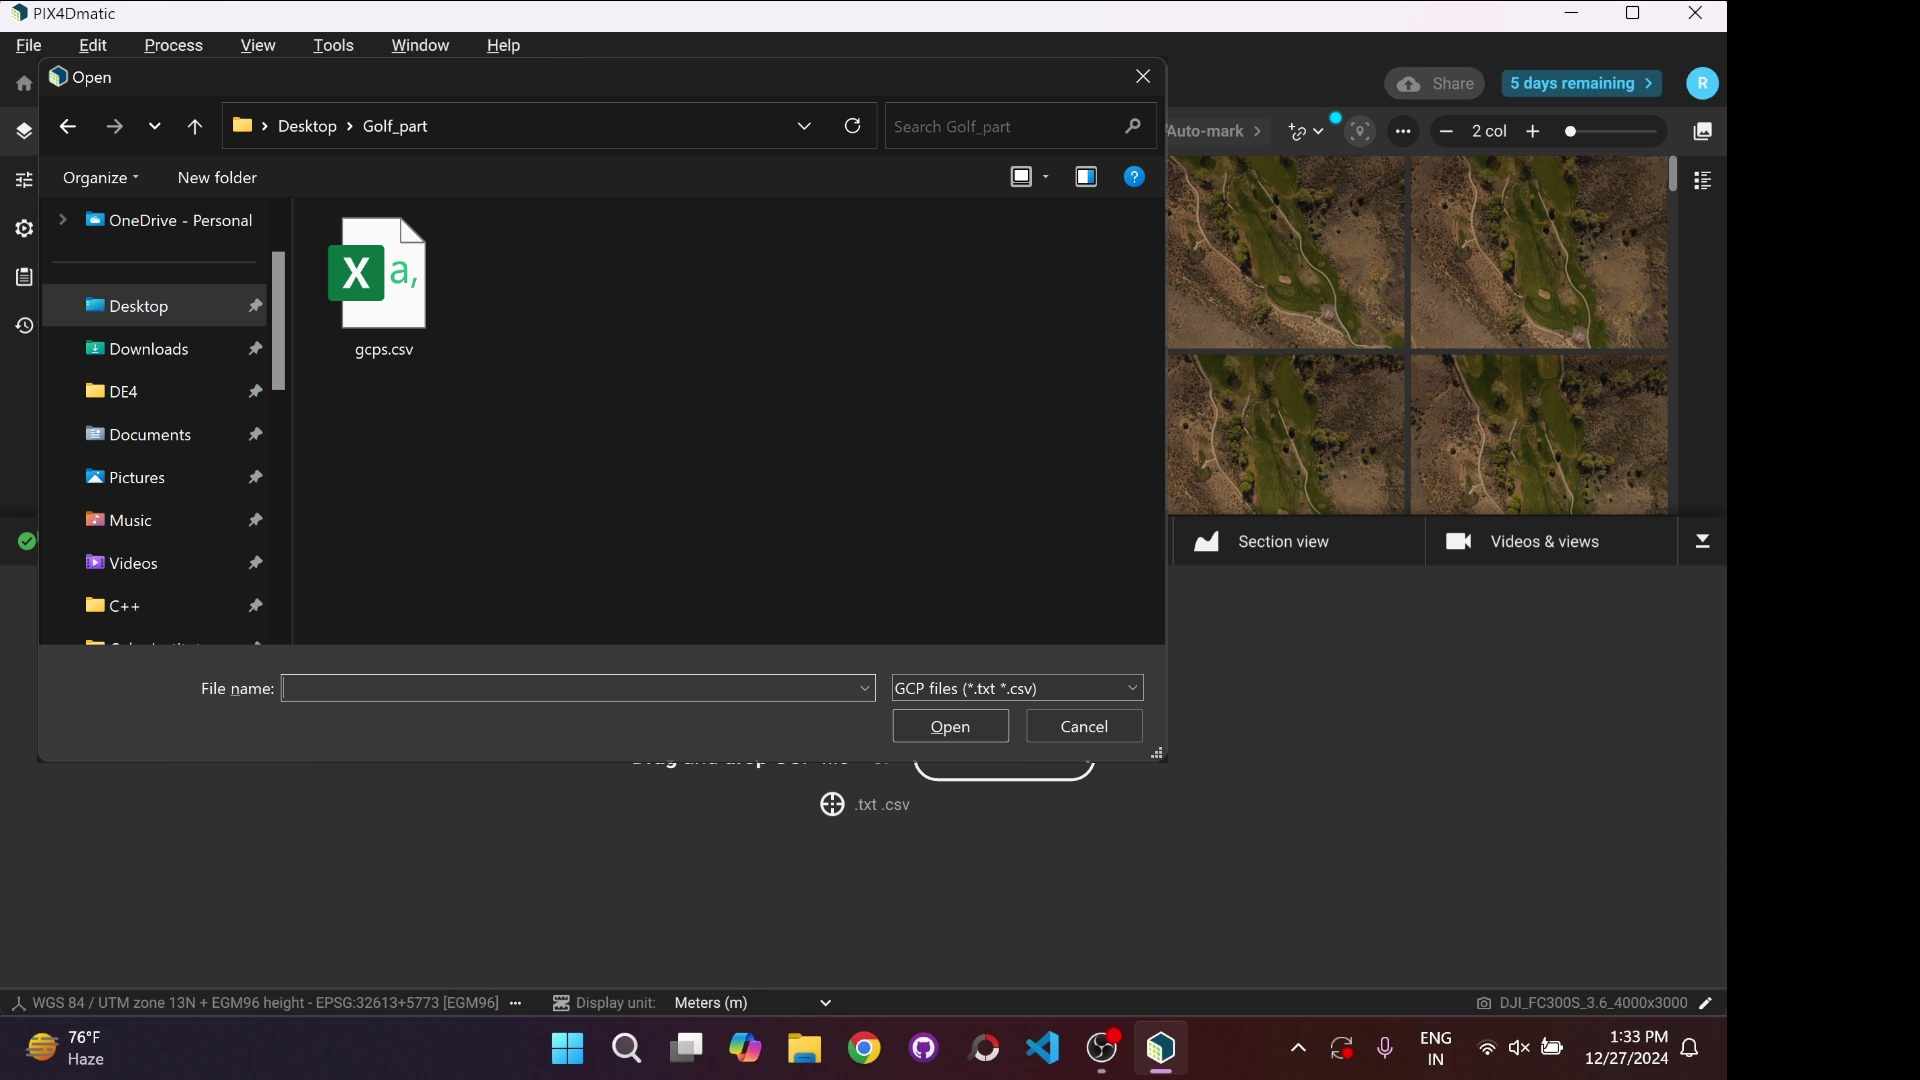 PIX4Dmatic
File Edit Process View Tools Window Help
Open
Share
5 days remaining
R
Desktop Golf_part
Search Golf_part
Auto-mark
2 col
Organize New folder
?
OneDrive - Personal
X a,
gcps.csv
Desktop
Downloads
DE4
Documents
Pictures
Music
Videos
C++
Section view
Videos & views
File name:
GCP files (*.txt *.csv)
Open Cancel
.txt .csv
WGS 84 / UTM zone 13N + EGM96 height - EPSG:32613+5773 [EGM96]
Display unit: Meters (m)
DJI_FC300S_3.6_4000x3000
76°F
Haze
ENG
IN
1:33 PM
12/27/2024